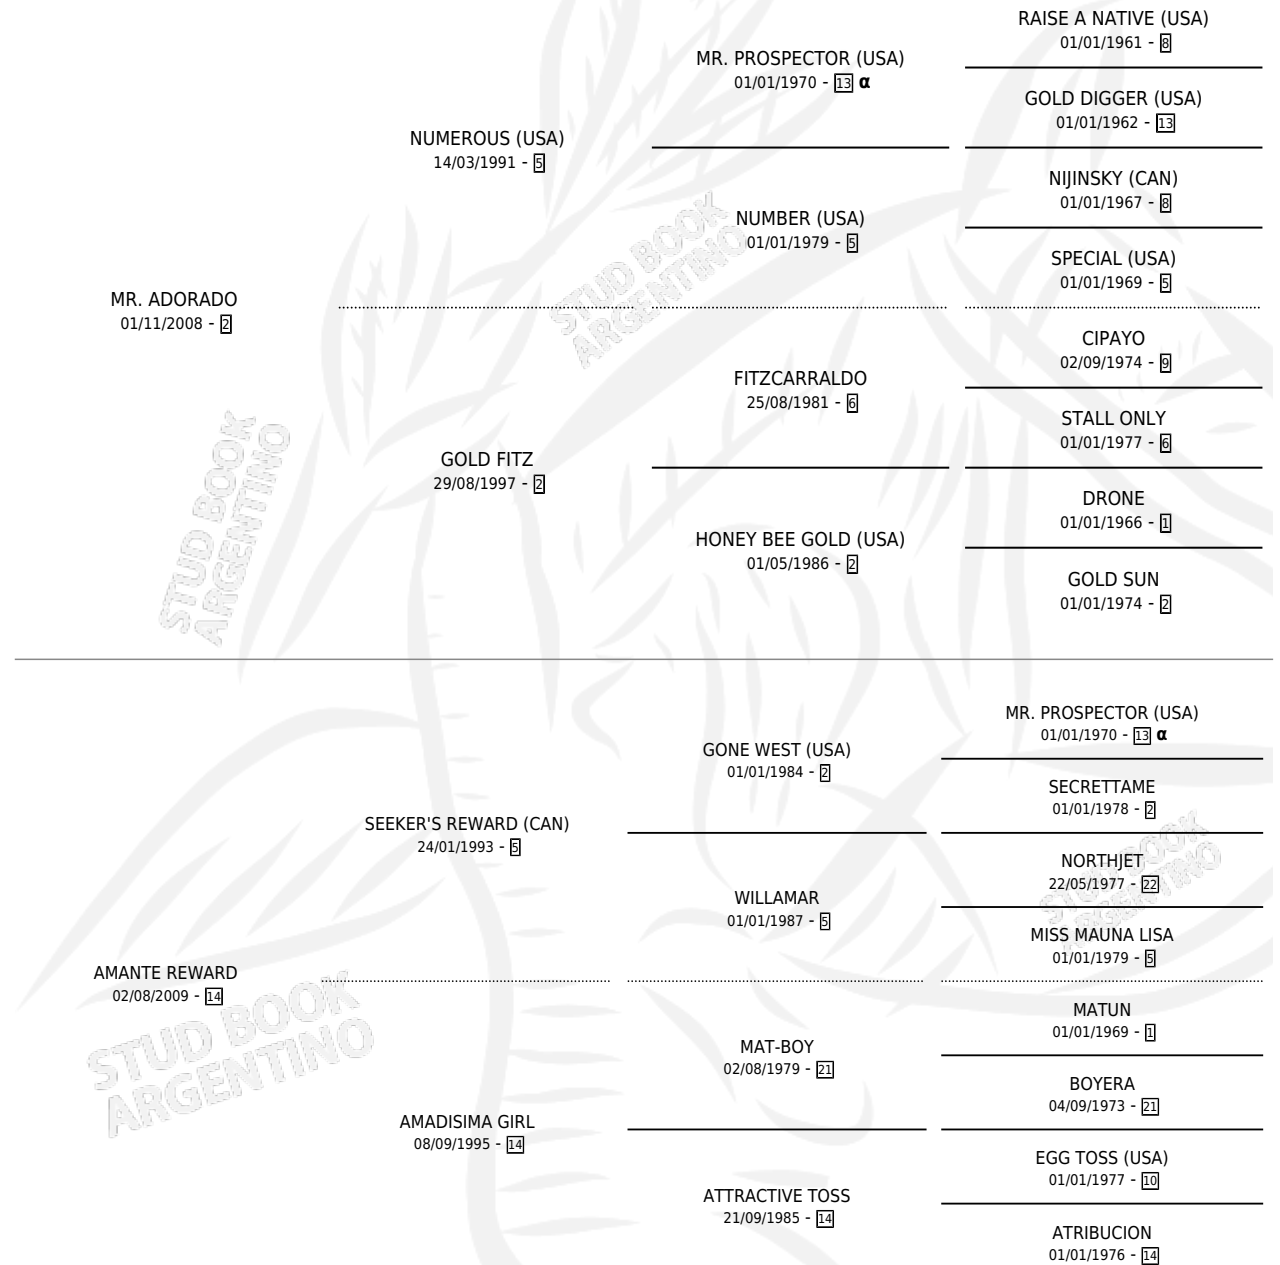 RAISE A NATIVE (USA)
01/01/1961 - 8
MR. PROSPECTOR (USA)
01/01/1970 - 13 α
GOLD DIGGER (USA)
01/01/1962 - 13
NUMEROUS (USA)
14/03/1991 - 5
NIJINSKY (CAN)
01/01/1967 - 8
NUMBER (USA)
01/01/1979 - 5
SPECIAL (USA)
01/01/1969 - 5
STUD BOOK
ARGENTINO
MR. ADORADO
01/11/2008 - 2
CIPAYO
02/09/1974 - 9
FITZCARRALDO
25/08/1981 - 6
STALL ONLY
01/01/1977 - 6
GOLD FITZ
29/08/1997 - 2
DRONE
01/01/1966 - 1
HONEY BEE GOLD (USA)
01/05/1986 - 2
GOLD SUN
01/01/1974 - 2
STUD BOOK
ARGENTINO
MR. PROSPECTOR (USA)
01/01/1970 - 13 α
GONE WEST (USA)
01/01/1984 - 2
SECRETTAME
01/01/1978 - 2
SEEKER'S REWARD (CAN)
24/01/1993 - 5
NORTHJET
22/05/1977 - 22
WILLAMAR
01/01/1987 - 5
MISS MAUNA LISA
01/01/1979 - 5
STUD BOOK
ARGENTINO
AMANTE REWARD
02/08/2009 - 14
MATUN
01/01/1969 - 1
MAT-BOY
02/08/1979 - 21
BOYERA
04/09/1973 - 21
AMADISIMA GIRL
08/09/1995 - 14
EGG TOSS (USA)
01/01/1977 - 10
ATTRACTIVE TOSS
21/09/1985 - 14
ATRIBUCION
01/01/1976 - 14
STUD BOOK
ARGENTINO